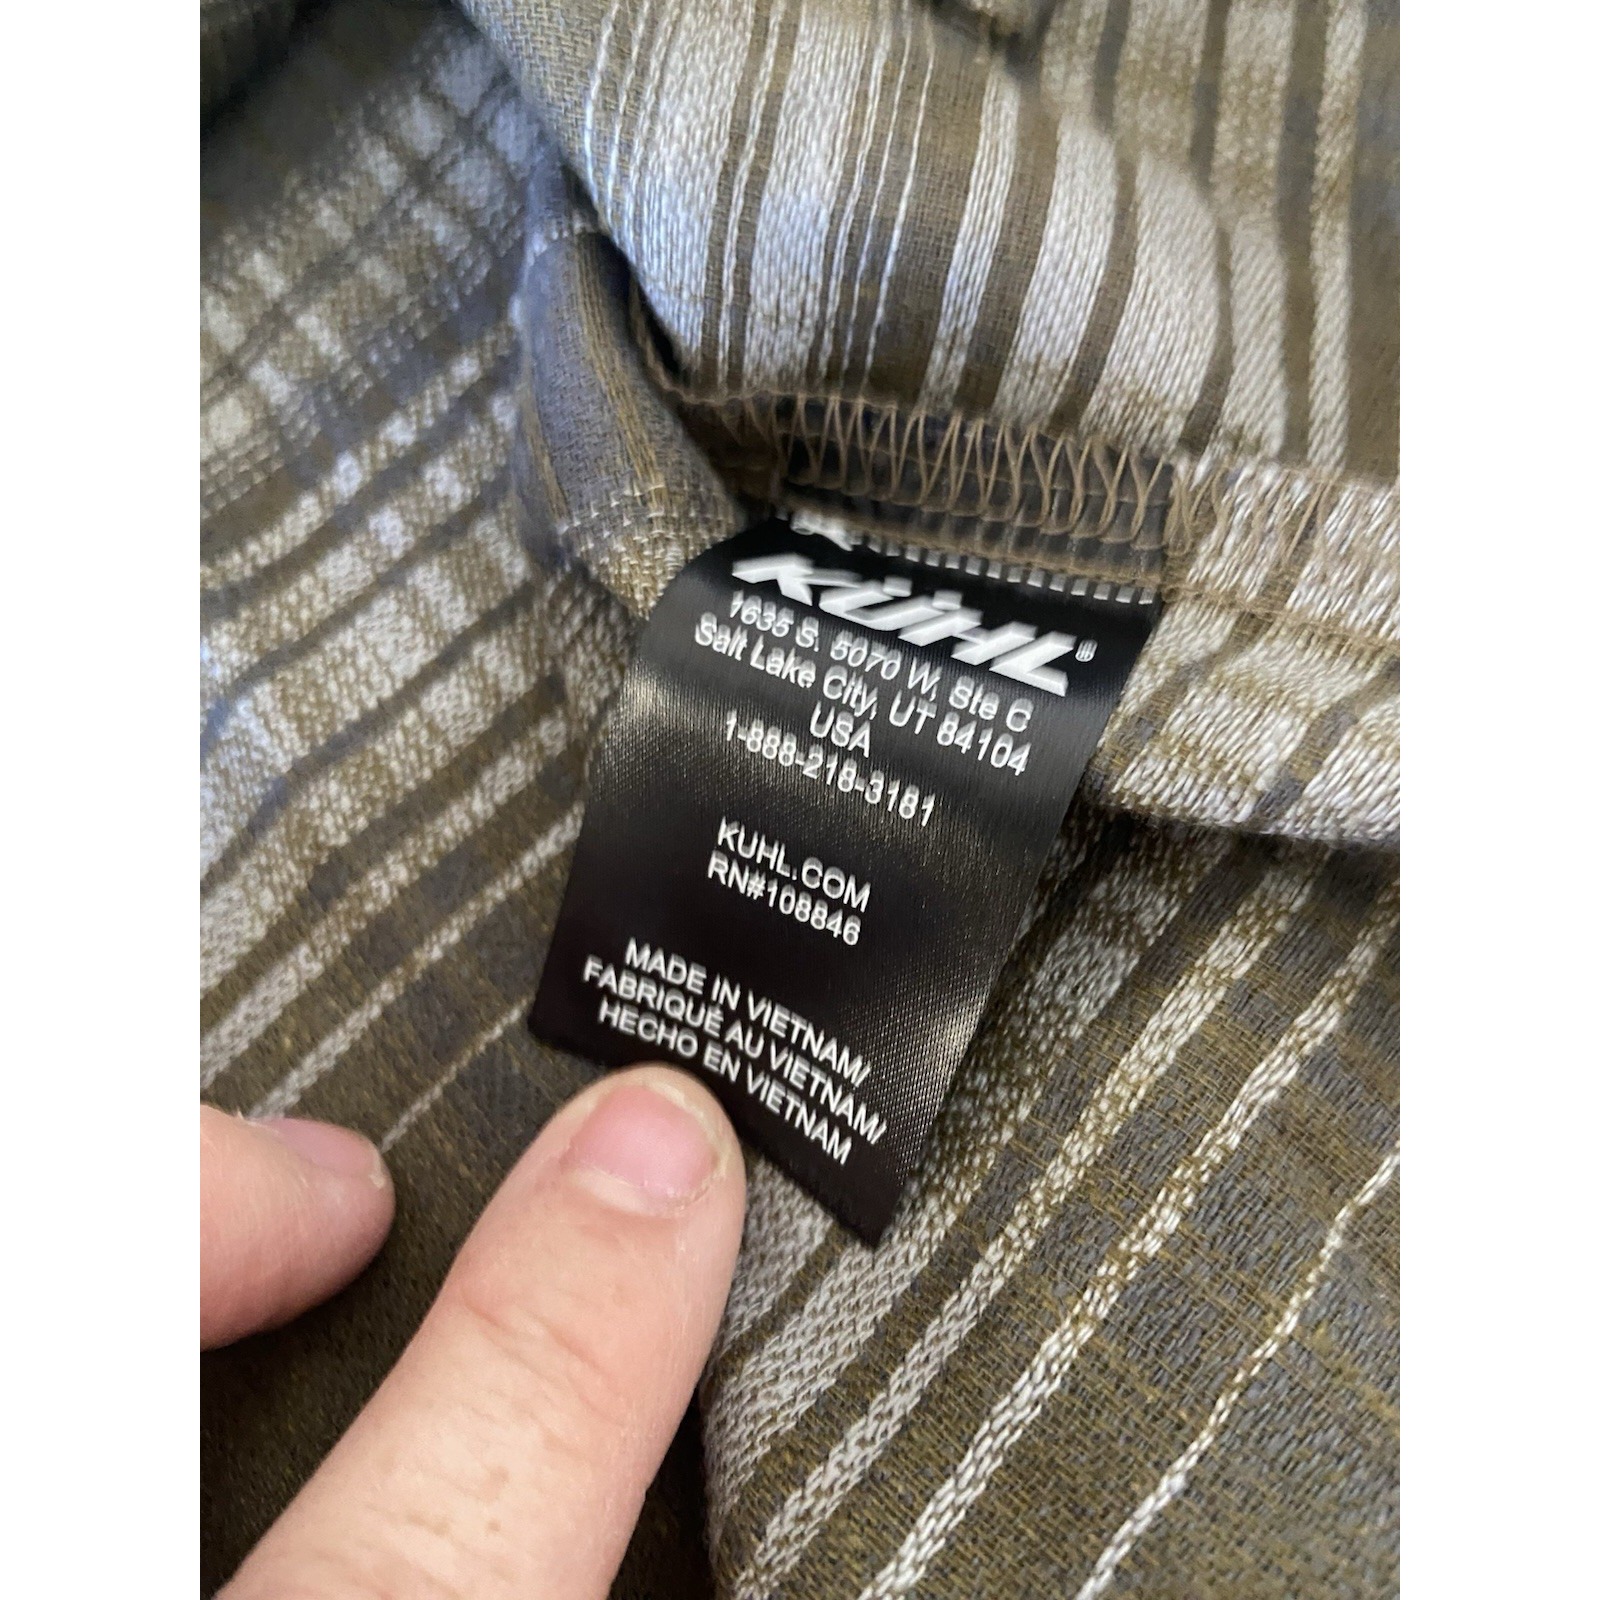 KÜHL®
1635 S. 5070 W, Ste C
Salt Lake City, UT 84104
USA
1-888-218-3181
KUHL.COM
RN#108846
MADE IN VIETNAM/
FABRIQUÉ AU VIETNAM/
HECHO EN VIETNAM